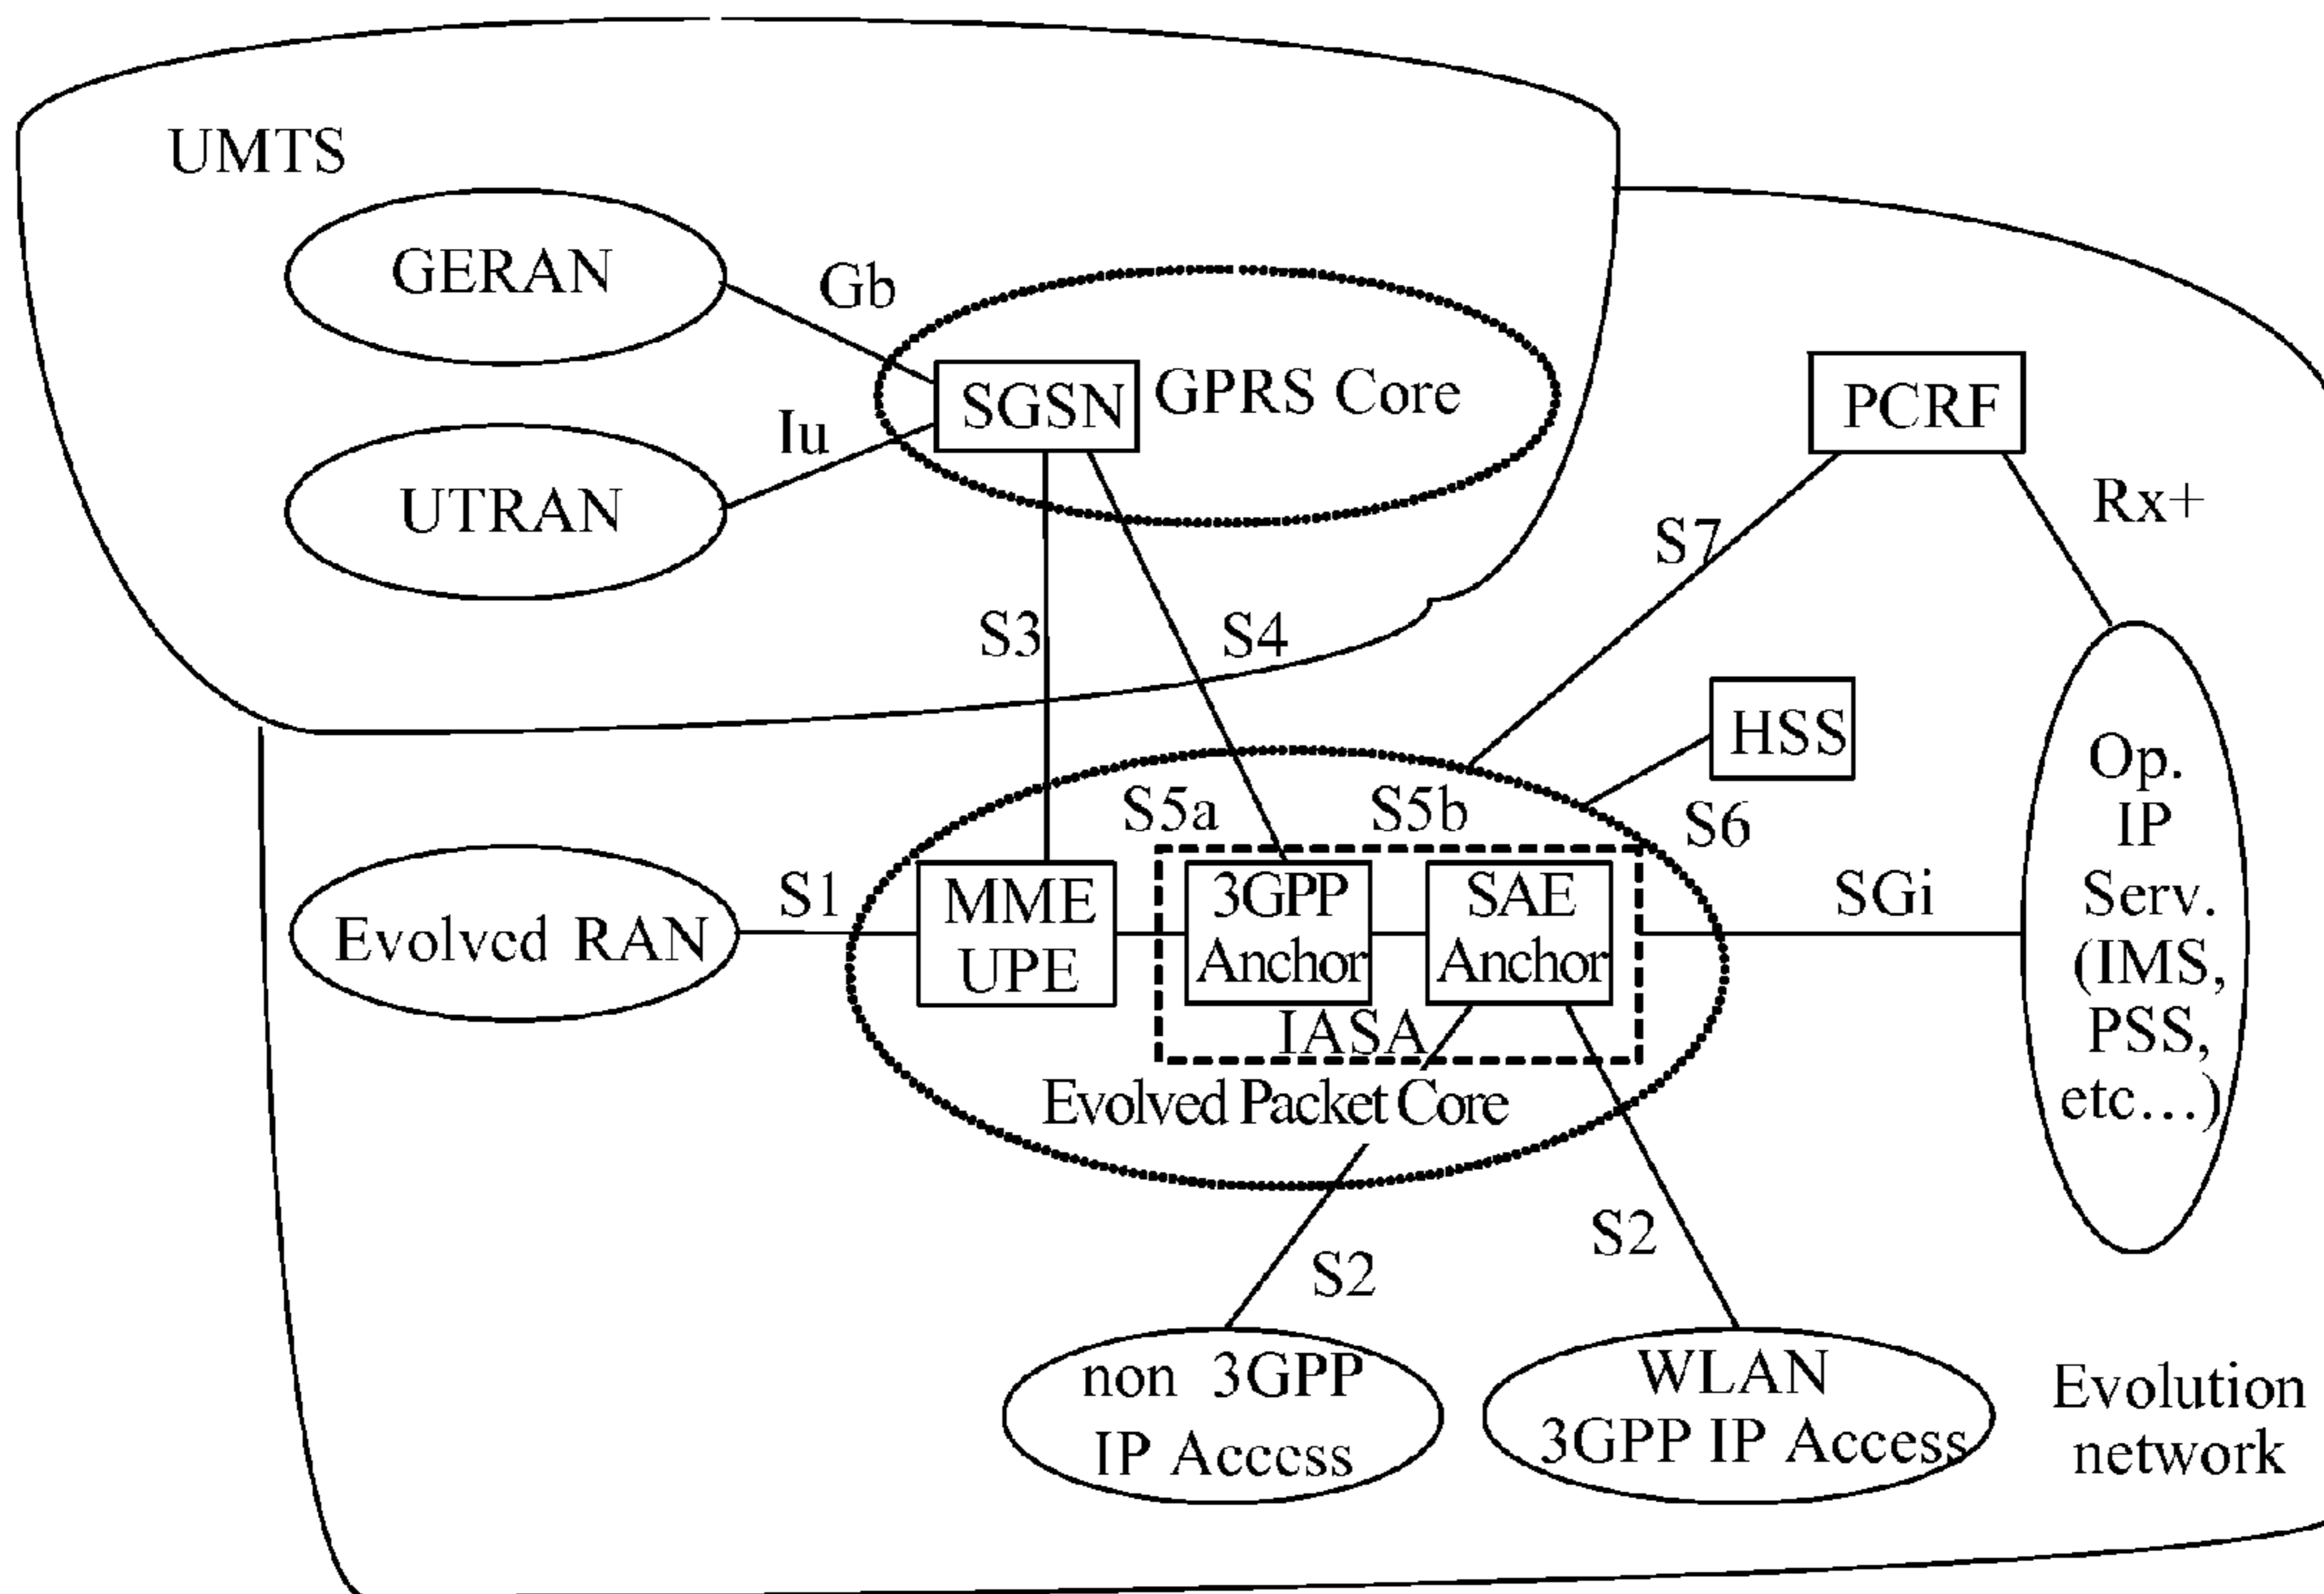 UMTS
GERAN
Gb
SGSN
GPRS Core
PCRF
Iu
UTRAN
Rx+
S7
S3
S4
HSS
S5a
S5b
S6
Op.
IP
Serv.
(IMS,
PSS,
etc...)
Evolvcd RAN
S1
MME
UPE
3GPP
Anchor
SAE
Anchor
SGi
IASA
Evolved Packet Core
S2
S2
non 3GPP
IP Acccss
WLAN
3GPP IP Access
Evolution
network